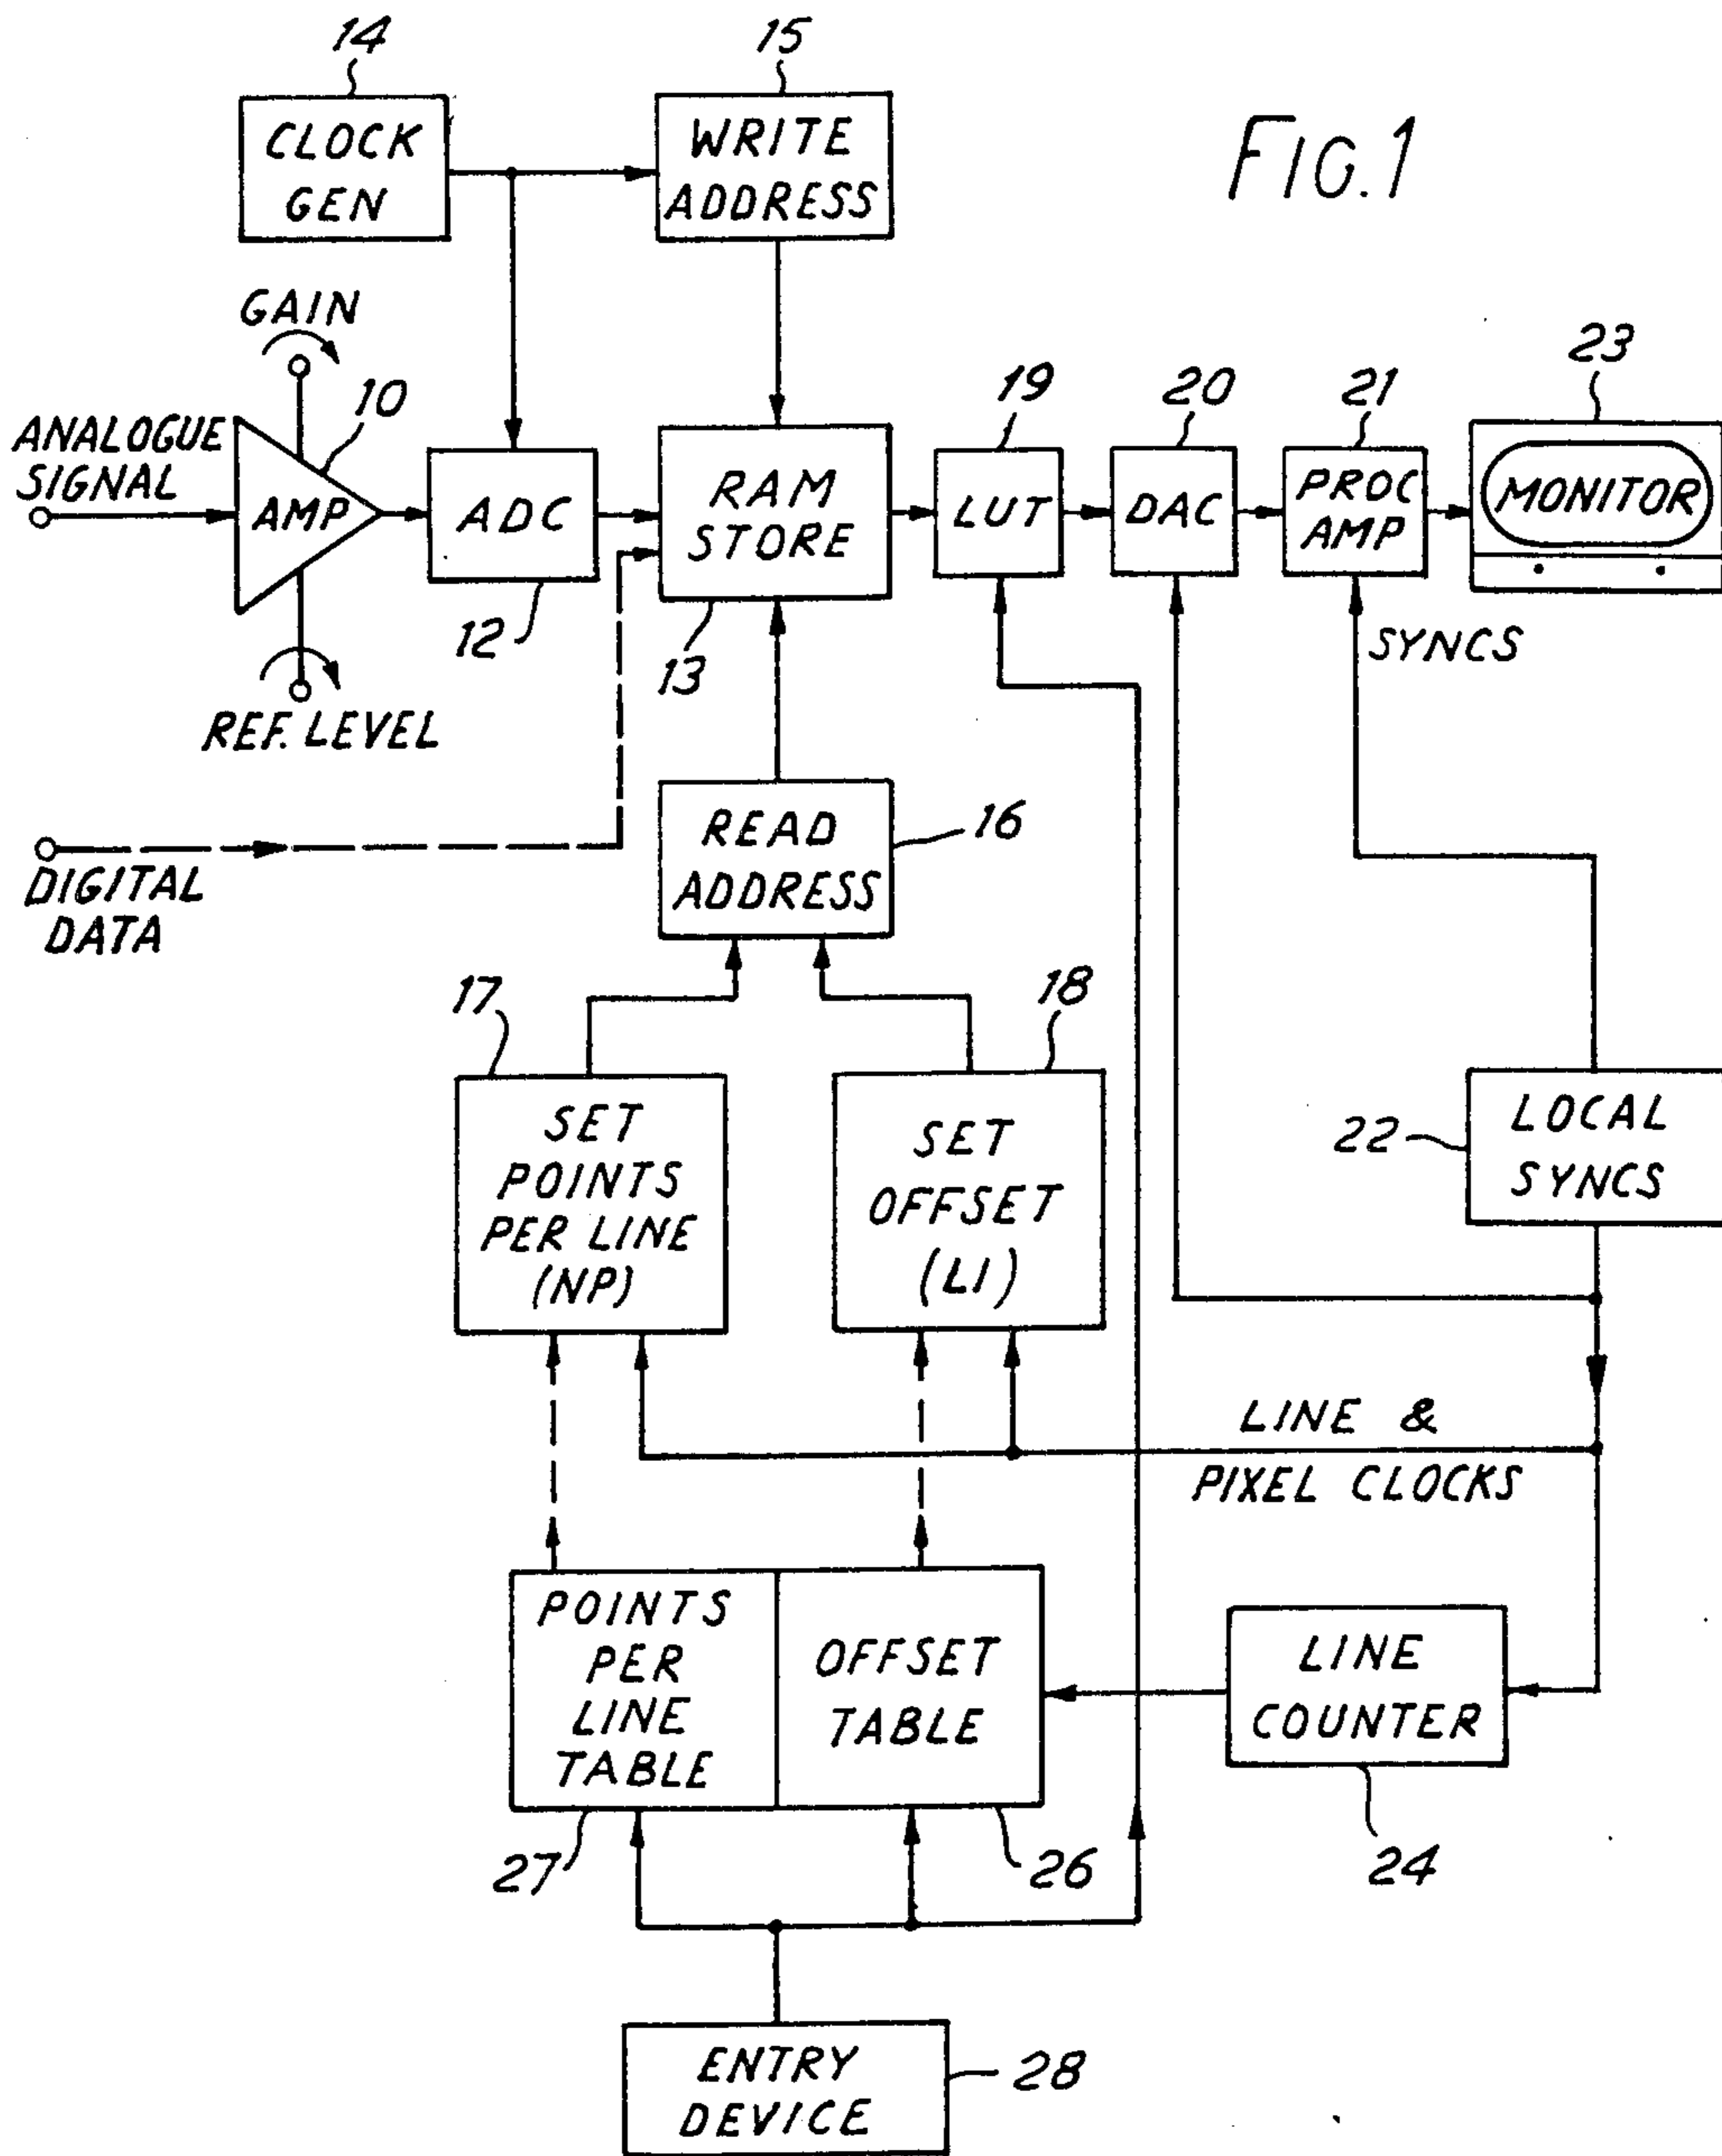 14
15
CLOCK
GEN
WRITE
ADDRESS
FIG.1
GAIN
10
ANALOGUE
SIGNAL
AMP
ADC
12
RAM
STORE
13
19
LUT
20
DAC
21
PROC
AMP
23
MONITOR
REF. LEVEL
SYNCS
DIGITAL
DATA
READ
ADDRESS
16
17
SET
POINTS
PER LINE
(NP)
18
SET
OFFSET
(LI)
22
LOCAL
SYNCS
LINE &
PIXEL CLOCKS
POINTS
PER
LINE
TABLE
27
OFFSET
TABLE
26
LINE
COUNTER
24
ENTRY
DEVICE
28